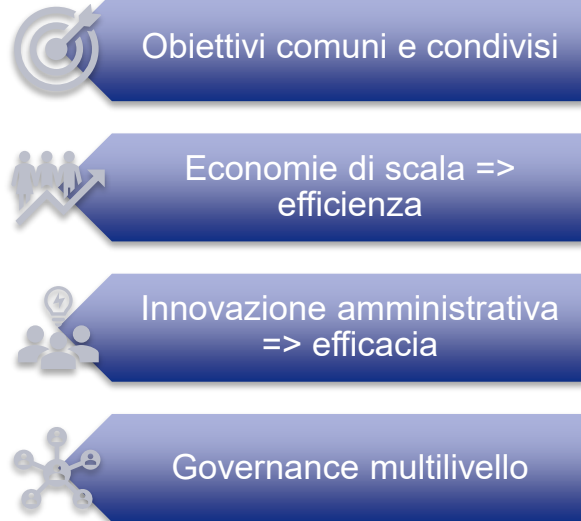 Obiettivi comuni e condivisi
Economie di scala =>
efficienza
Innovazione amministrativa
=> efficacia
Governance multilivello